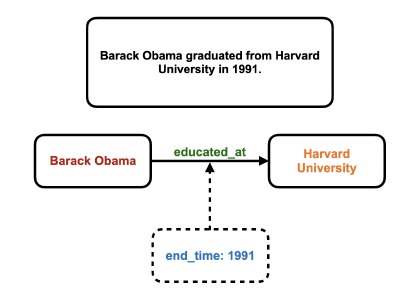 Barack Obama graduated from Harvard
University in 1991.
educated_at
Barack Obama
Harvard
University
end_time: 1991